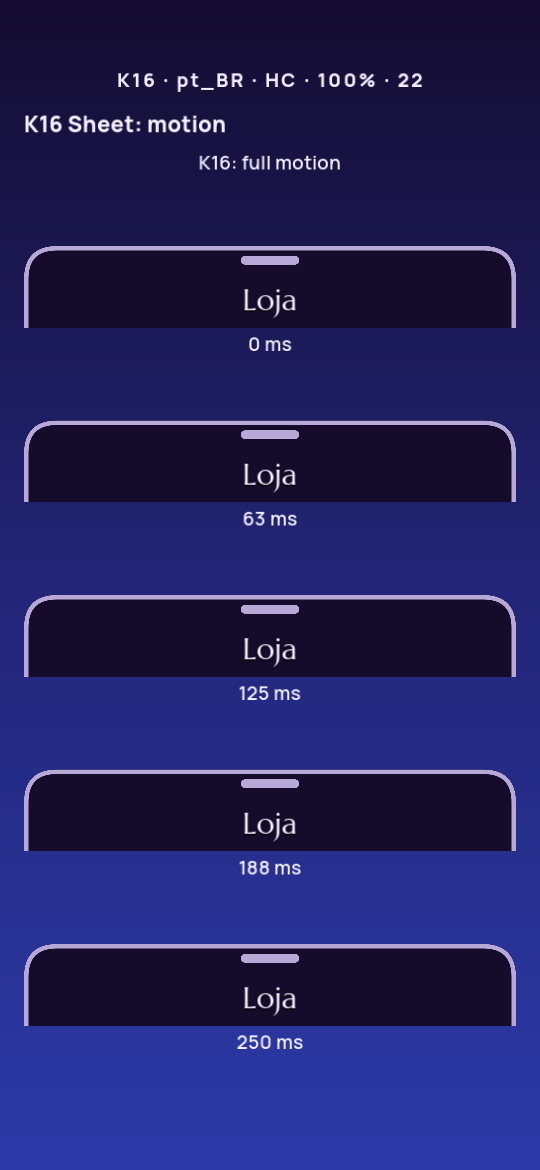 K16 · pt_BR · HC · 100% · 22
K16 Sheet: motion
K16: full motion
Loja
0 ms
Loja
63 ms
Loja
125 ms
Loja
188 ms
Loja
250 ms